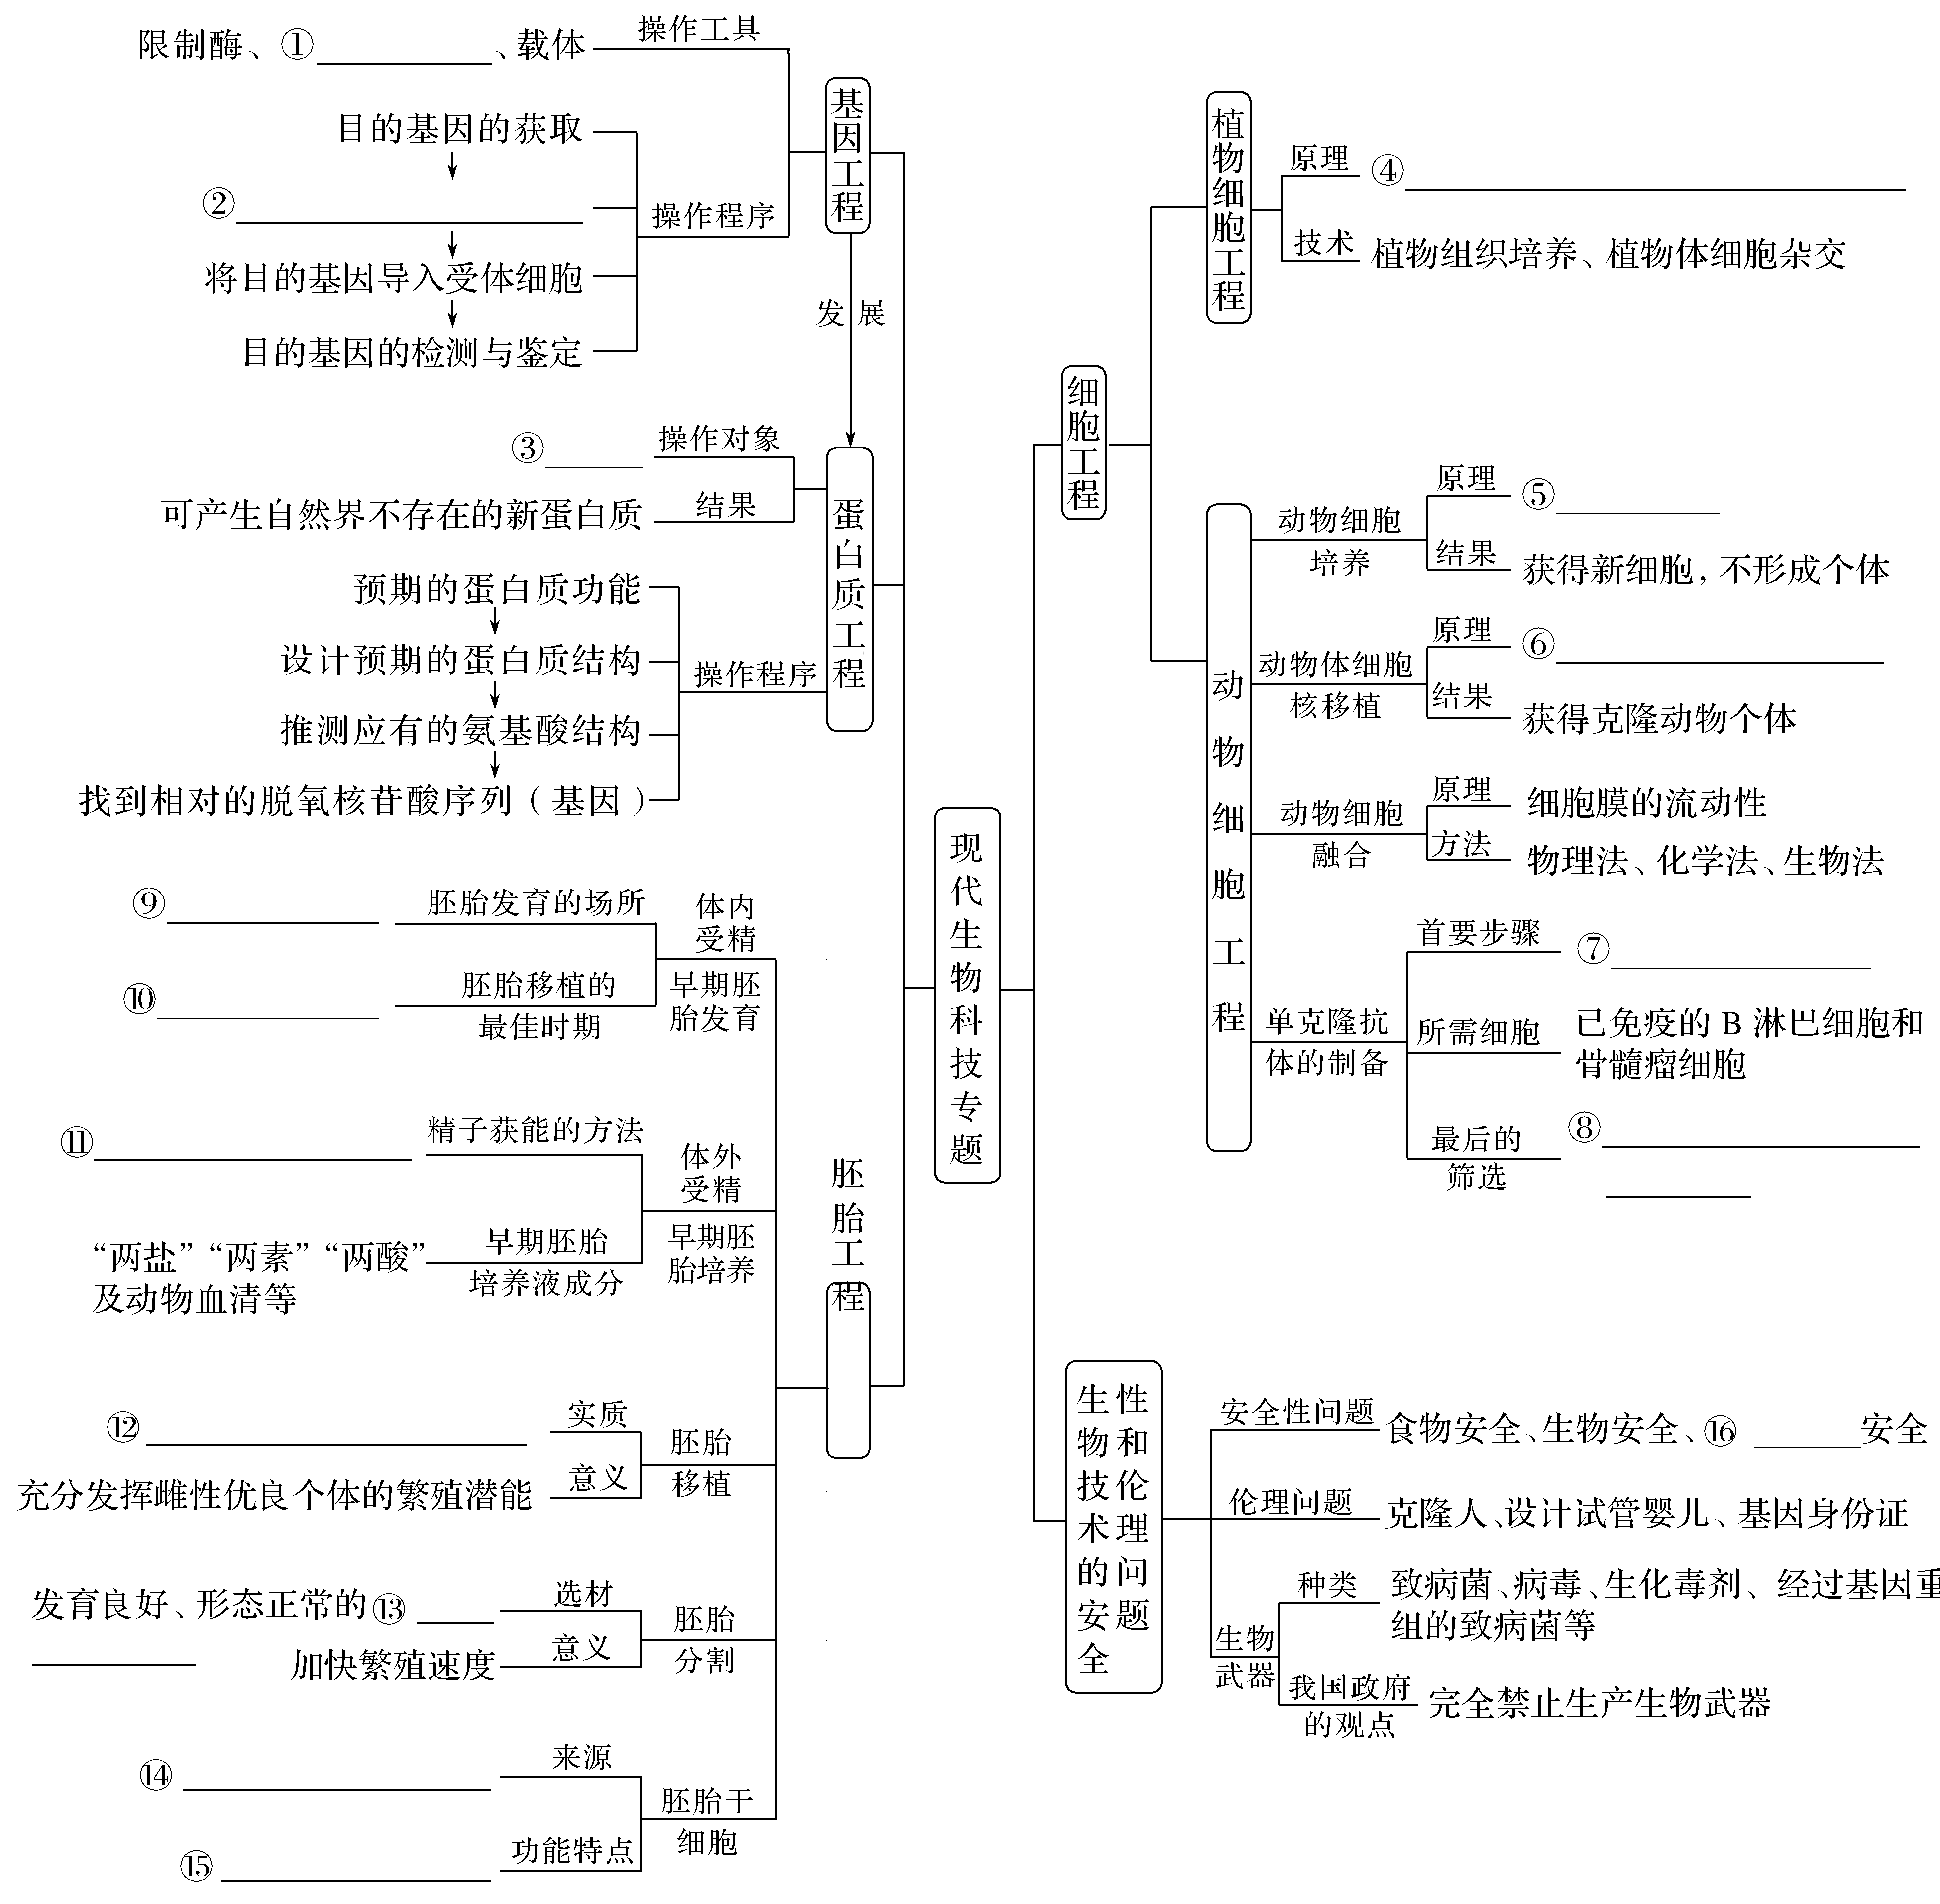 限制酶、①________、载体
操作工具
目的基因的获取
②________
将目的基因导入受体细胞
目的基因的检测与鉴定
操作程序
基因工程
发展
③________
操作对象
可产生自然界不存在的新蛋白质
结果
预期的蛋白质功能
设计预期的蛋白质结构
推测应有的氨基酸结构
找到相对的脱氧核苷酸序列（基因）
操作程序
蛋白质工程
⑨________
胚胎发育的场所
⑩________
胚胎移植的
最佳时期
体内
受精
早期胚
胎发育
⑪________
精子获能的方法
“两盐”“两素”“两酸”
及动物血清等
早期胚胎
培养液成分
体外
受精
早期胚
胎培养
⑫________
实质
充分发挥雌性优良个体的繁殖潜能
意义
胚胎
移植
发育良好、形态正常的⑬____
________
选材
加快繁殖速度
意义
胚胎
分割
⑭________
来源
⑮________
功能特点
胚胎干
细胞
胚胎工程
现代生物科技专题
细胞工程
植物细胞工程
原理
④________
技术
植物组织培养、植物体细胞杂交
动物细胞工程
动物细胞
培养
原理
⑤________
结果
获得新细胞，不形成个体
动物体细胞
核移植
原理
⑥________
结果
获得克隆动物个体
动物细胞
融合
原理
细胞膜的流动性
方法
物理法、化学法、生物法
单克隆抗
体的制备
首要步骤
⑦________
所需细胞
已免疫的 B 淋巴细胞和
骨髓瘤细胞
最后的
筛选
⑧________
________
生物技术的安全
性和伦理问题
安全性问题
食物安全、生物安全、⑯ ____安全
伦理问题
克隆人、设计试管婴儿、基因身份证
生物
武器
种类
致病菌、病毒、生化毒剂、经过基因重
组的致病菌等
我国政府
的观点
完全禁止生产生物武器